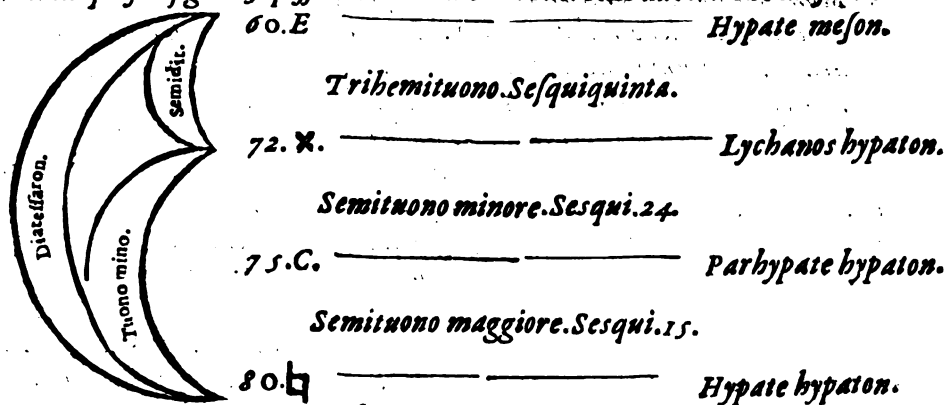 60.E Hypate meſon.
Semidit.
Trihemituono.Seſquiquinta.
72.X. Lychanos hypaton.
Diateſſaron.
Semituono minore.Sesqui.24.
Tuono mino.
75.C. Parhypate hypaton.
Semituono maggiore.Sesqui.15.
80.♮ Hypate hypaton.